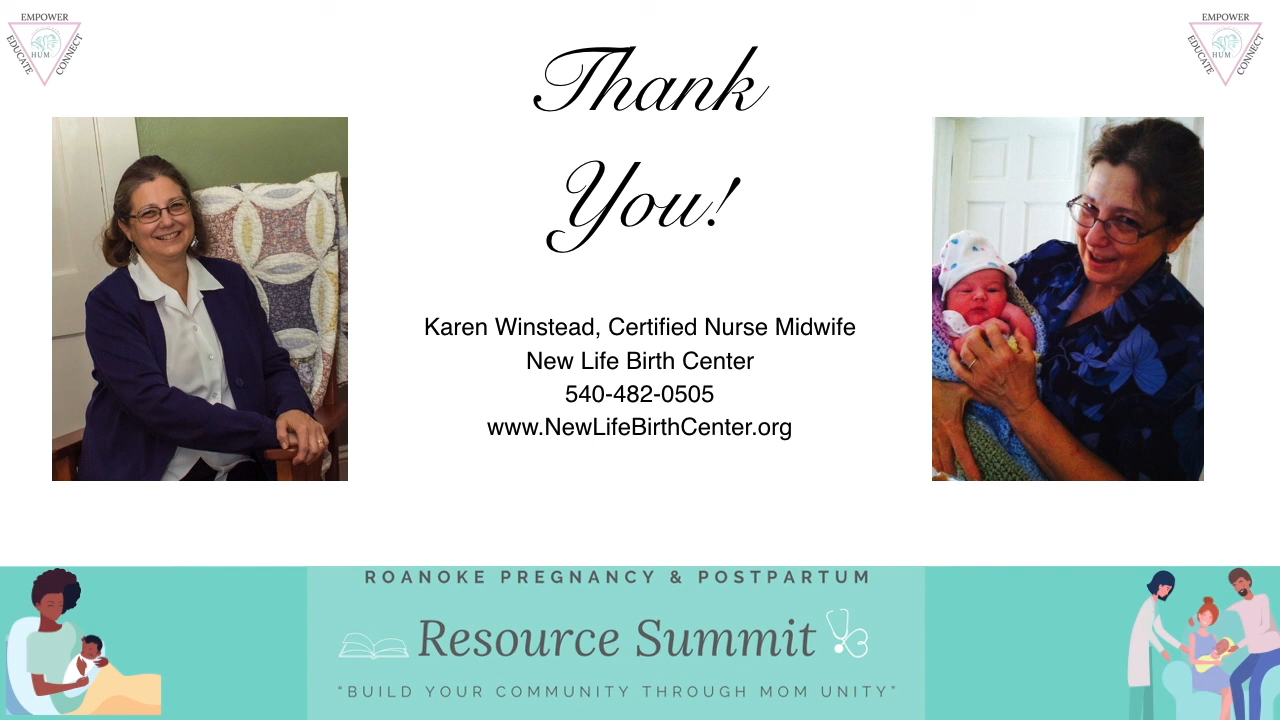 EMPOWER
EDUCATE
HUM
CONNECT
EMPOWER
EDUCATE
HUM
CONNECT
Thank
You!
Karen Winstead, Certified Nurse Midwife
New Life Birth Center
540-482-0505
www.NewLifeBirthCenter.org
ROANOKE PREGNANCY & POSTPARTUM
Resource Summit
"BUILD YOUR COMMUNITY THROUGH MOM UNITY"